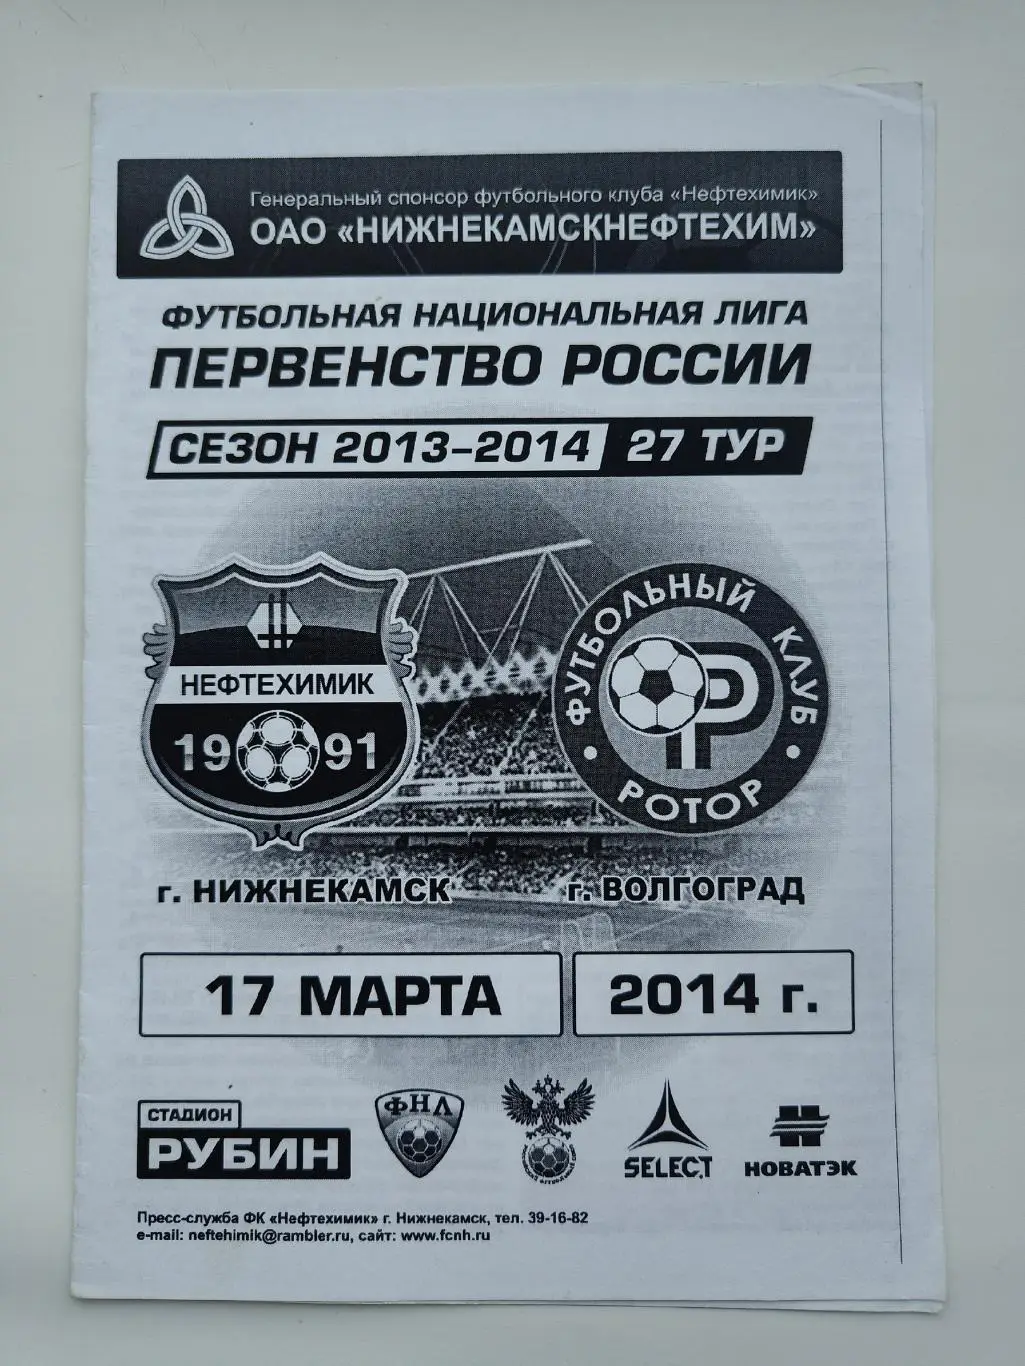 Генеральный спонсор футбольного клуба «Нефтехимик»
ОАО «НИЖНЕКАМСКНЕФТЕХИМ»
ФУТБОЛЬНАЯ НАЦИОНАЛЬНАЯ ЛИГА
ПЕРВЕНСТВО РОССИИ
СЕЗОН 2013-2014 27 ТУР
НЕФТЕХИМИК
1991
ФУТБОЛЬНЫЙ КЛУБ
РОТОР
г. НИЖНЕКАМСК
г. ВОЛГОГРАД
17 МАРТА
2014 г.
СТАДИОН
РУБИН
ФНЛ
SELECT
НОВАТЭК
Пресс-служба ФК «Нефтехимик» г. Нижнекамск, тел. 39-16-82
e-mail: neftehimik@rambler.ru, сайт: www.fcnh.ru